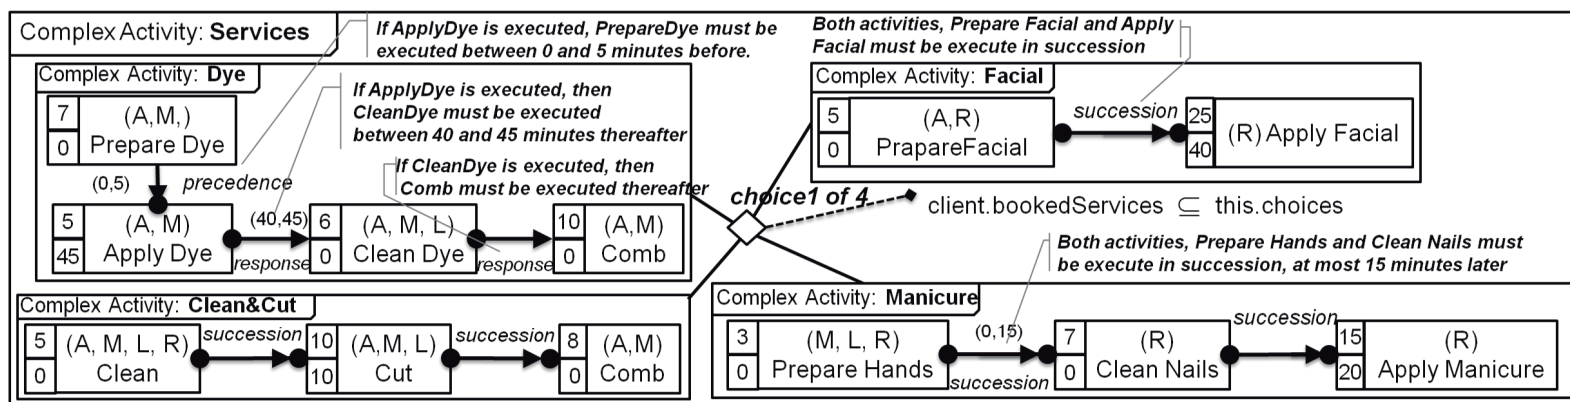 Complex Activity: Services
If ApplyDye is executed, PrepareDye must be
executed between 0 and 5 minutes before.
Complex Activity: Dye
7
0
(A,M,)
Prepare Dye
If ApplyDye is executed, then
CleanDye must be executed
between 40 and 45 minutes thereafter
(0,5)
precedence
If CleanDye is executed, then
Comb must be executed thereafter
5
45
(A, M)
Apply Dye
(40,45)
response
6
0
(A, M, L)
Clean Dye
response
10
0
(A,M)
Comb
Both activities, Prepare Facial and Apply
Facial must be execute in succession
Complex Activity: Facial
5
0
(A,R)
PrapareFacial
succession
25
40
(R) Apply Facial
choice1 of 4
client.bookedServices ⊆ this.choices
Complex Activity: Clean&Cut
5
0
(A, M, L, R)
Clean
succession
10
10
(A,M, L)
Cut
succession
8
0
(A,M)
Comb
Both activities, Prepare Hands and Clean Nails must
be execute in succession, at most 15 minutes later
Complex Activity: Manicure
3
0
(M, L, R)
Prepare Hands
(0,15)
succession
7
0
(R)
Clean Nails
succession
15
20
(R)
Apply Manicure